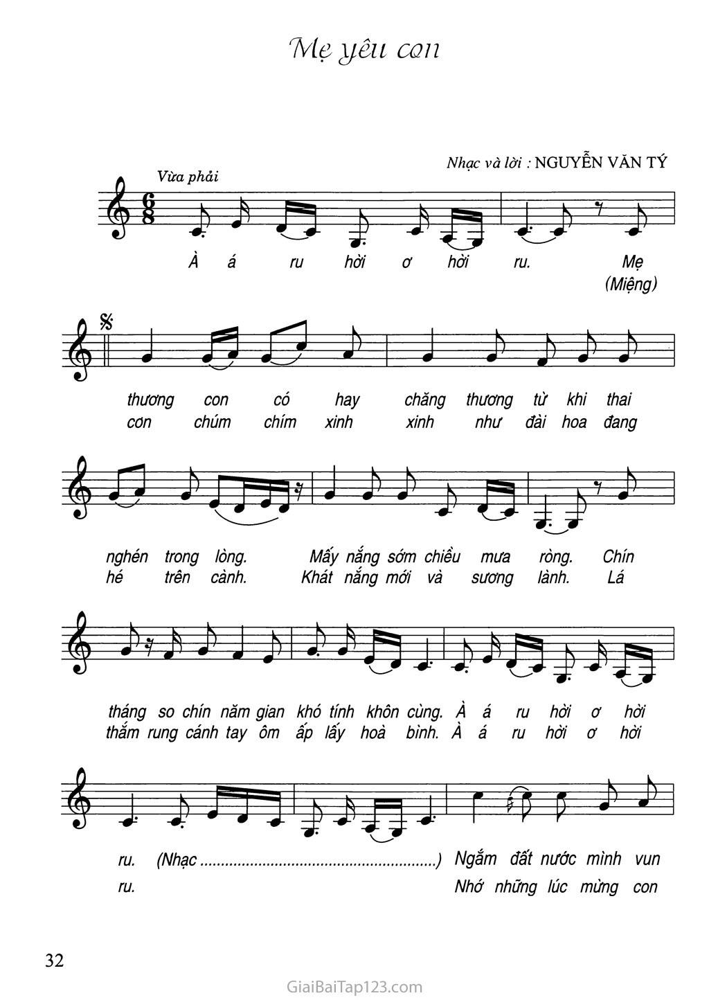 Mẹ yêu con
Nhạc và lời : NGUYỄN VĂN TÝ
Vừa phải
6
8
À á ru hời ơ hời ru. Mẹ
(Miệng)
thương con có hay chăng thương từ khi thai
cơn chúm chím xinh xinh như đài hoa đang
nghén trong lòng. Mấy nắng sớm chiều mưa ròng. Chín
hé trên cành. Khát nắng mới và sương lành. Lá
tháng so chín năm gian khó tính khôn cùng. À á ru hời ơ hời
thắm rung cánh tay ôm ấp lấy hoà bình. À á ru hời ơ hời
ru. (Nhạc ..........................................................) Ngắm đất nước mình vun
ru. Nhớ những lúc mừng con
32
GiaiBaiTap123.com